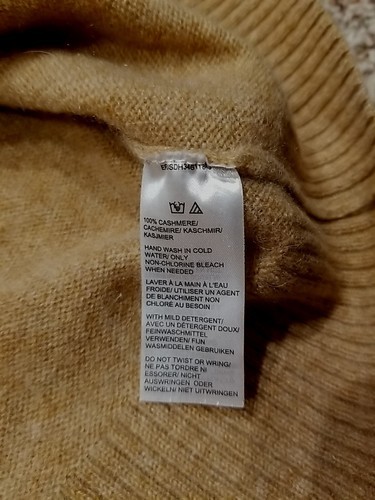 100% CASHMERE/
CACHEMIRE/ KASCHMIR/
KASJMIER
HAND WASH IN COLD
WATER/ ONLY
NON-CHLORINE BLEACH
WHEN NEEDED
LAVER À LA MAIN À L'EAU
FROIDE/ UTILISER UN AGENT
DE BLANCHIMENT NON
CHLORÉ AU BESOIN
WITH MILD DETERGENT/
AVEC UN DÉTERGENT DOUX/
FEINWASCHMITTEL
VERWENDEN/ FIJN
WASMIDDELEN GEBRUIKEN
DO NOT TWIST OR WRING/
NE PAS TORDRE NI
ESSORER/ NICHT
AUSWRINGEN ODER
WICKELN/ NIET UITWRINGEN